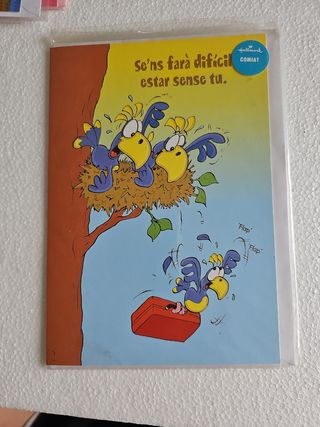 Se'ns farà difícil
estar sense tu.
Hallmark
COMIAT
FLAP
FLAP